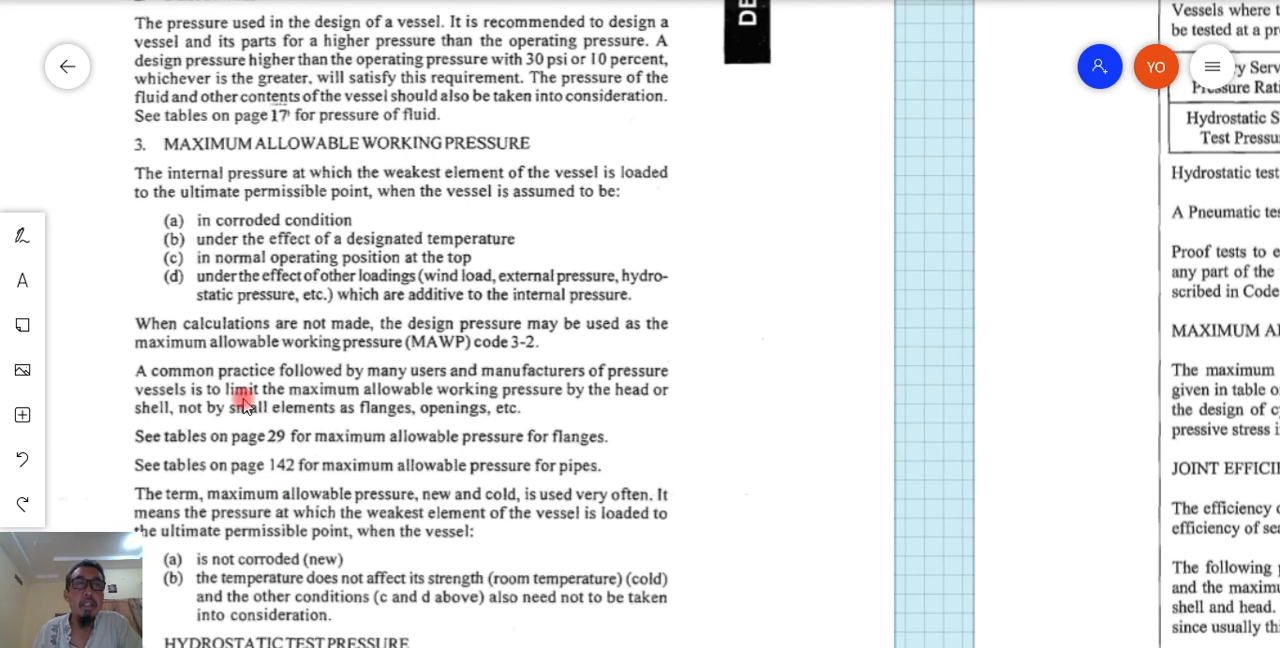 The pressure used in the design of a vessel. It is recommended to design a
vessel and its parts for a higher pressure than the operating pressure. A
design pressure higher than the operating pressure with 30 psi or 10 percent,
whichever is the greater, will satisfy this requirement. The pressure of the
fluid and other contents of the vessel should also be taken into consideration.
See tables on page 17 for pressure of fluid.
3. MAXIMUM ALLOWABLE WORKING PRESSURE
The internal pressure at which the weakest element of the vessel is loaded
to the ultimate permissible point, when the vessel is assumed to be:
(a) in corroded condition
(b) under the effect of a designated temperature
(c) in normal operating position at the top
(d) under the effect of other loadings (wind load, external pressure, hydro-
static pressure, etc.) which are additive to the internal pressure.
When calculations are not made, the design pressure may be used as the
maximum allowable working pressure (MAWP) code 3-2.
A common practice followed by many users and manufacturers of pressure
vessels is to limit the maximum allowable working pressure by the head or
shell, not by small elements as flanges, openings, etc.
See tables on page 29 for maximum allowable pressure for flanges.
See tables on page 142 for maximum allowable pressure for pipes.
The term, maximum allowable pressure, new and cold, is used very often. It
means the pressure at which the weakest element of the vessel is loaded to
the ultimate permissible point, when the vessel:
(a) is not corroded (new)
(b) the temperature does not affect its strength (room temperature) (cold)
and the other conditions (c and d above) also need not to be taken
into consideration.
HYDROSTATIC TEST PRESSURE
DE
YO
A
Vessels where
be tested at a
Serv
Pressure
Hydrostatic S
Test
Hydrostatic test
A Pneumatic
Proof tests to
any part of the
scribed in Code
MAXIMUM
The maximum
given in table
the design of
pressive stress
JOINT
The efficiency
efficiency of
The following
and the
shell and head.
since usually